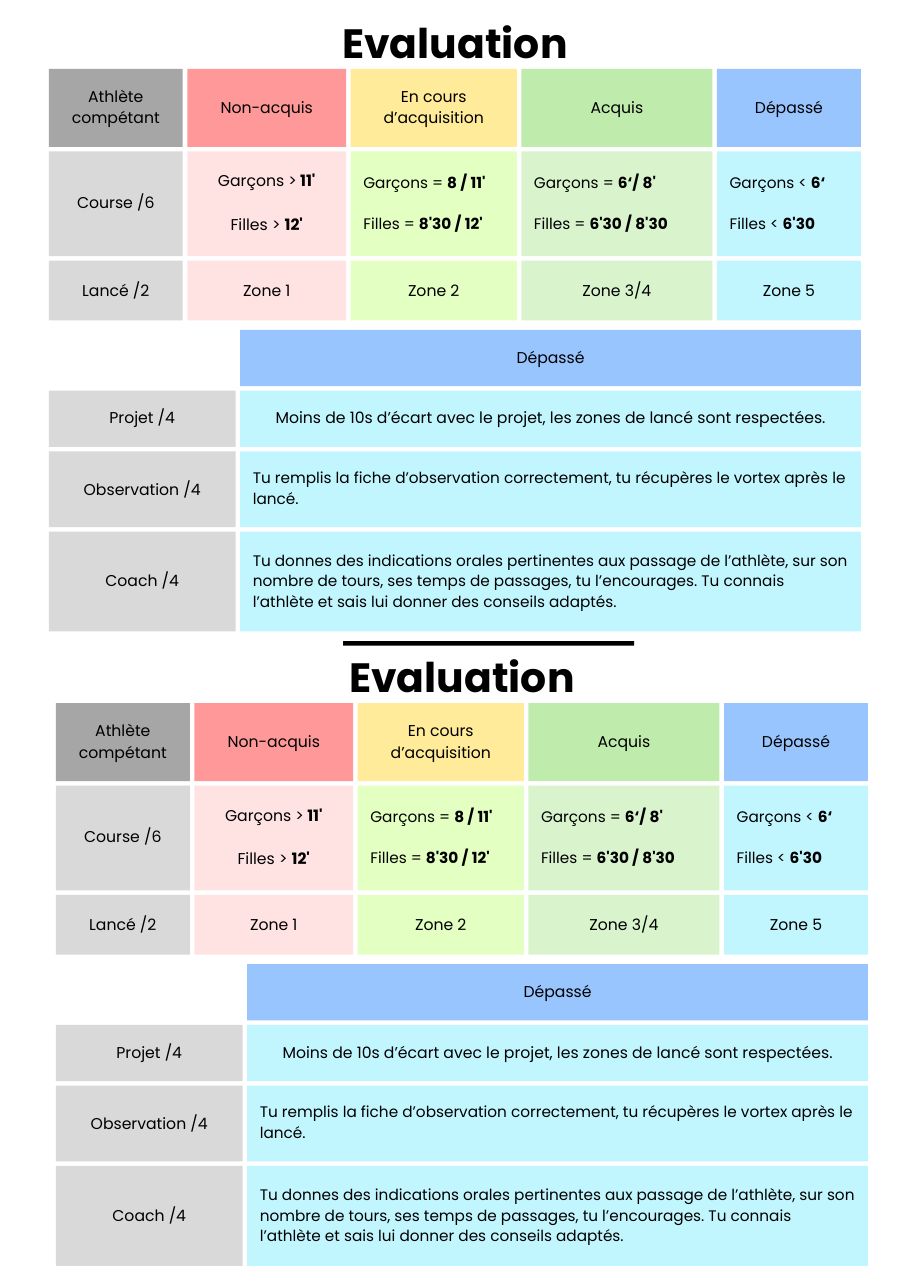 Evaluation
Athlète
compétant
Non-acquis
En cours
d’acquisition
Acquis
Dépassé
Course /6
Garçons > 11'
Filles > 12'
Garçons = 8 / 11'
Filles = 8'30 / 12'
Garçons = 6‘/ 8'
Filles = 6'30 / 8'30
Garçons < 6‘
Filles < 6'30
Lancé /2
Zone 1
Zone 2
Zone 3/4
Zone 5
Dépassé
Projet /4
Moins de 10s d’écart avec le projet, les zones de lancé sont respectées.
Observation /4
Tu remplis la fiche d’observation correctement, tu récupères le vortex après le
lancé.
Coach /4
Tu donnes des indications orales pertinentes aux passage de l’athlète, sur son
nombre de tours, ses temps de passages, tu l’encourages. Tu connais
l’athlète et sais lui donner des conseils adaptés.
Evaluation
Athlète
compétant
Non-acquis
En cours
d’acquisition
Acquis
Dépassé
Course /6
Garçons > 11'
Filles > 12'
Garçons = 8 / 11'
Filles = 8'30 / 12'
Garçons = 6‘/ 8'
Filles = 6'30 / 8'30
Garçons < 6‘
Filles < 6'30
Lancé /2
Zone 1
Zone 2
Zone 3/4
Zone 5
Dépassé
Projet /4
Moins de 10s d’écart avec le projet, les zones de lancé sont respectées.
Observation /4
Tu remplis la fiche d’observation correctement, tu récupères le vortex après le
lancé.
Coach /4
Tu donnes des indications orales pertinentes aux passage de l’athlète, sur son
nombre de tours, ses temps de passages, tu l’encourages. Tu connais
l’athlète et sais lui donner des conseils adaptés.